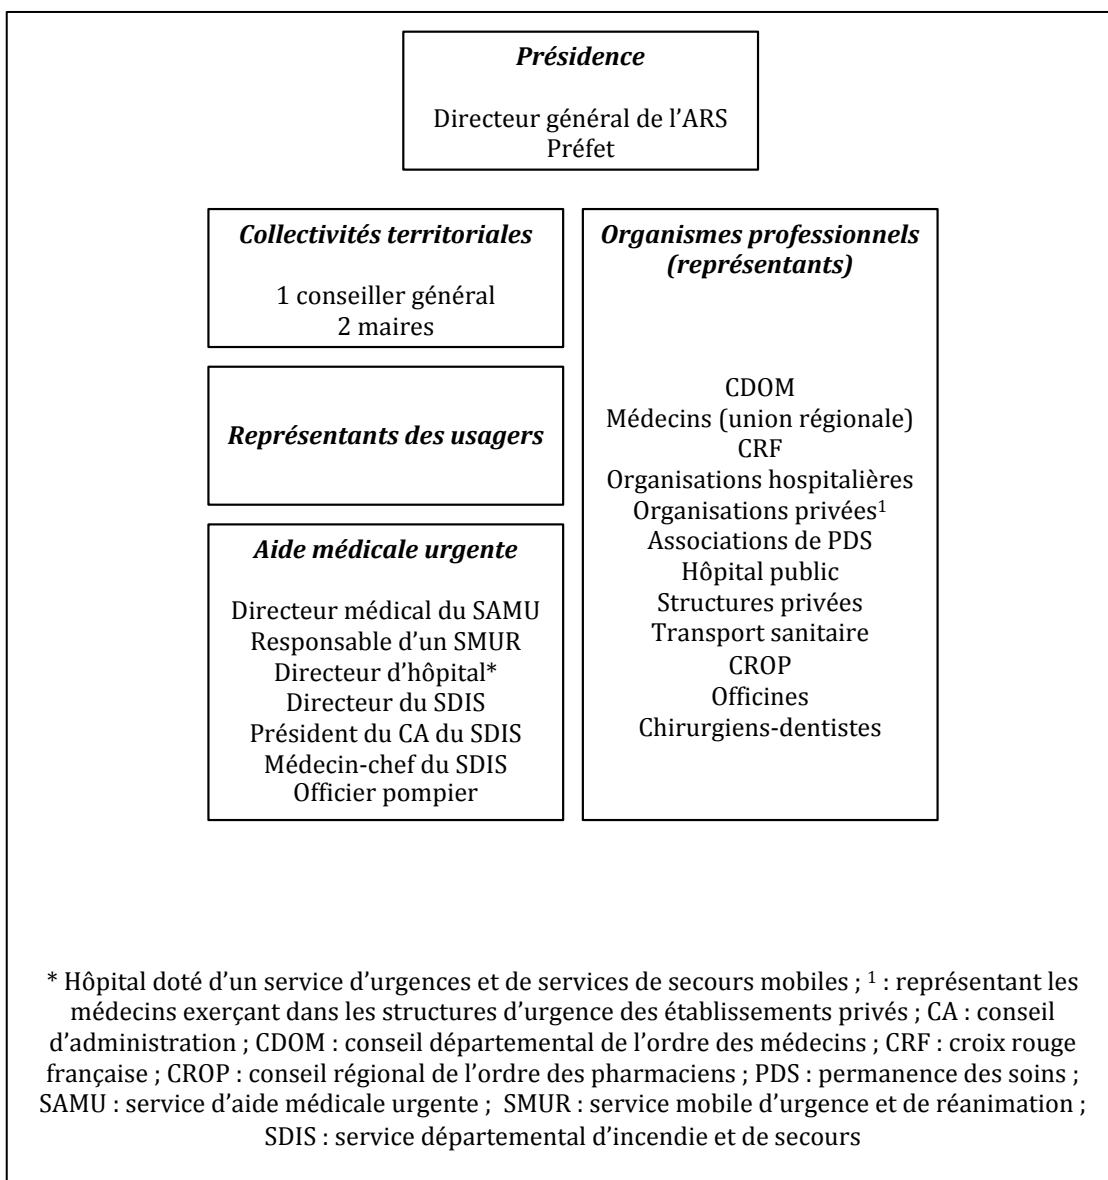 Présidence
Directeur général de l’ARS
Préfet
Collectivités territoriales
1 conseiller général
2 maires
Représentants des usagers
Aide médicale urgente
Directeur médical du SAMU
Responsable d’un SMUR
Directeur d’hôpital*
Directeur du SDIS
Président du CA du SDIS
Médecin-chef du SDIS
Officier pompier
Organismes professionnels
(représentants)
CDOM
Médecins (union régionale)
CRF
Organisations hospitalières
Organisations privées¹
Associations de PDS
Hôpital public
Structures privées
Transport sanitaire
CROP
Officines
Chirurgiens-dentistes
* Hôpital doté d’un service d’urgences et de services de secours mobiles ; ¹ : représentant les
médecins exerçant dans les structures d’urgence des établissements privés ; CA : conseil
d’administration ; CDOM : conseil départemental de l’ordre des médecins ; CRF : croix rouge
française ; CROP : conseil régional de l’ordre des pharmaciens ; PDS : permanence des soins ;
SAMU : service d’aide médicale urgente ; SMUR : service mobile d’urgence et de réanimation ;
SDIS : service départemental d’incendie et de secours